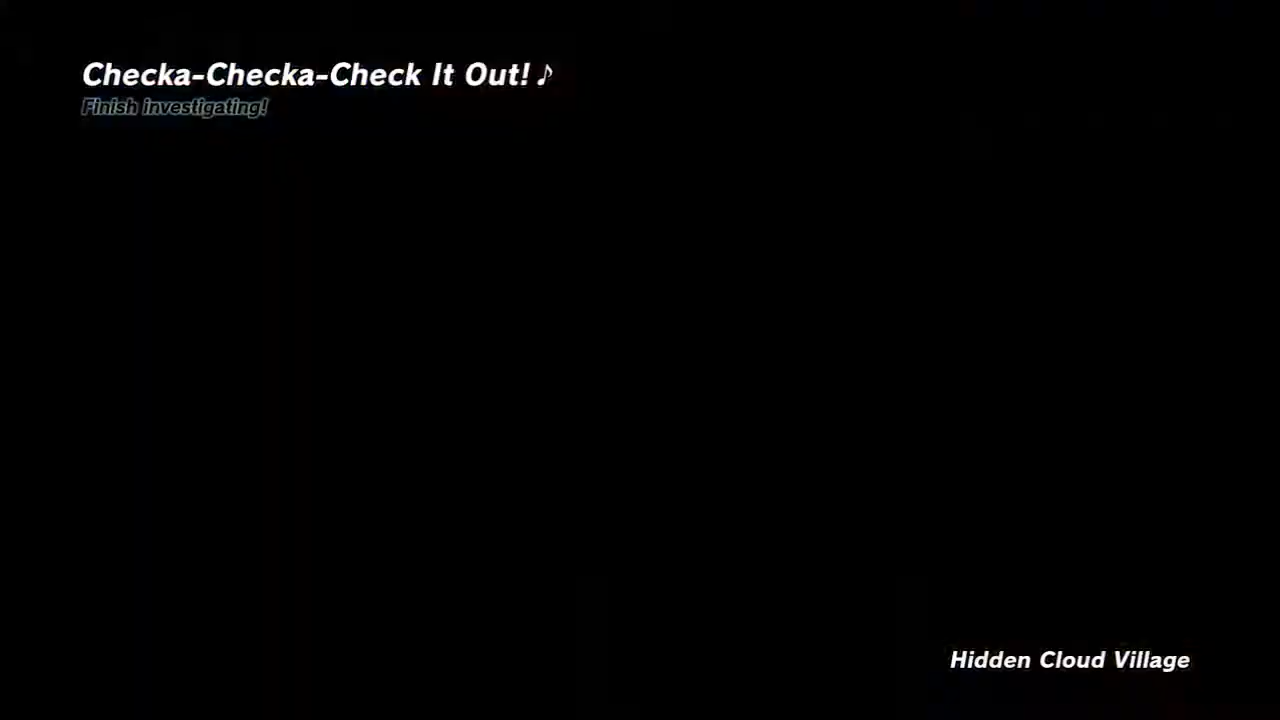 Checka-Checka-Check It Out!♪
Finish investigating!
Hidden Cloud Village